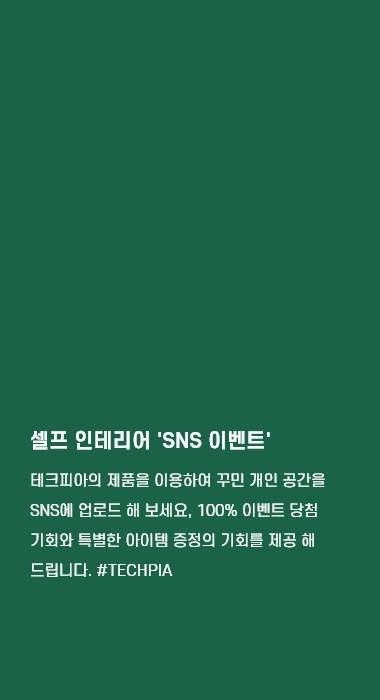 셀프 인테리어 'SNS 이벤트'
테크피아의 제품을 이용하여 꾸민 개인 공간을
SNS에 업로드 해 보세요, 100% 이벤트 당첨
기회와 특별한 아이템 증정의 기회를 제공 해
드립니다. #TECHPIA